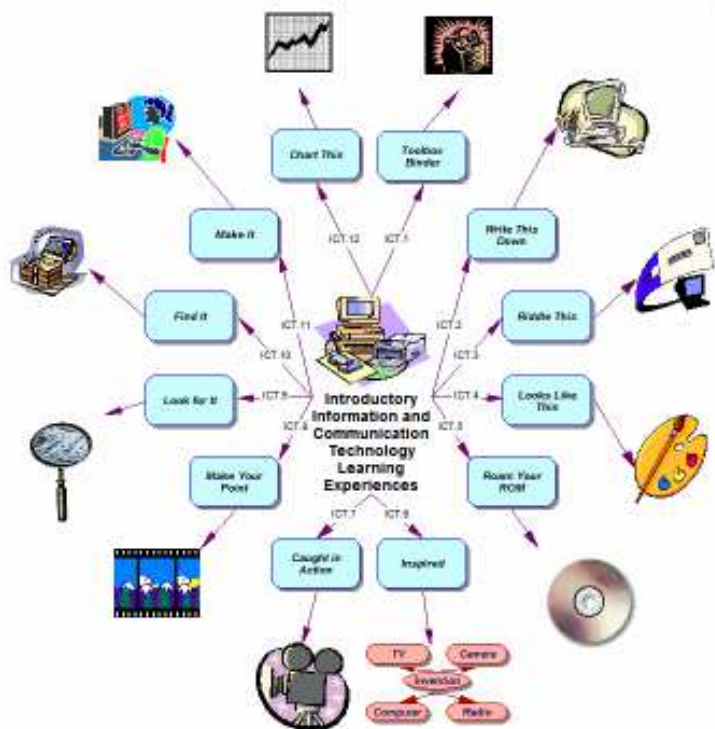 Chart This
Toolbox
Binder
Make It
Write This
Down
ICT.12
ICT.1
ICT.11
ICT.2
Find It
Riddle This
ICT.10
ICT.3
Look for It
ICT.9
ICT.4
Looks Like
This
Introductory
Information and
Communication
Technology
Learning
Experiences
ICT.8
ICT.5
Make Your
Point
Roam Your
ROM
ICT.7
ICT.6
Caught in
Action
Inspired
TV
Camera
Invention
Computer
Radio